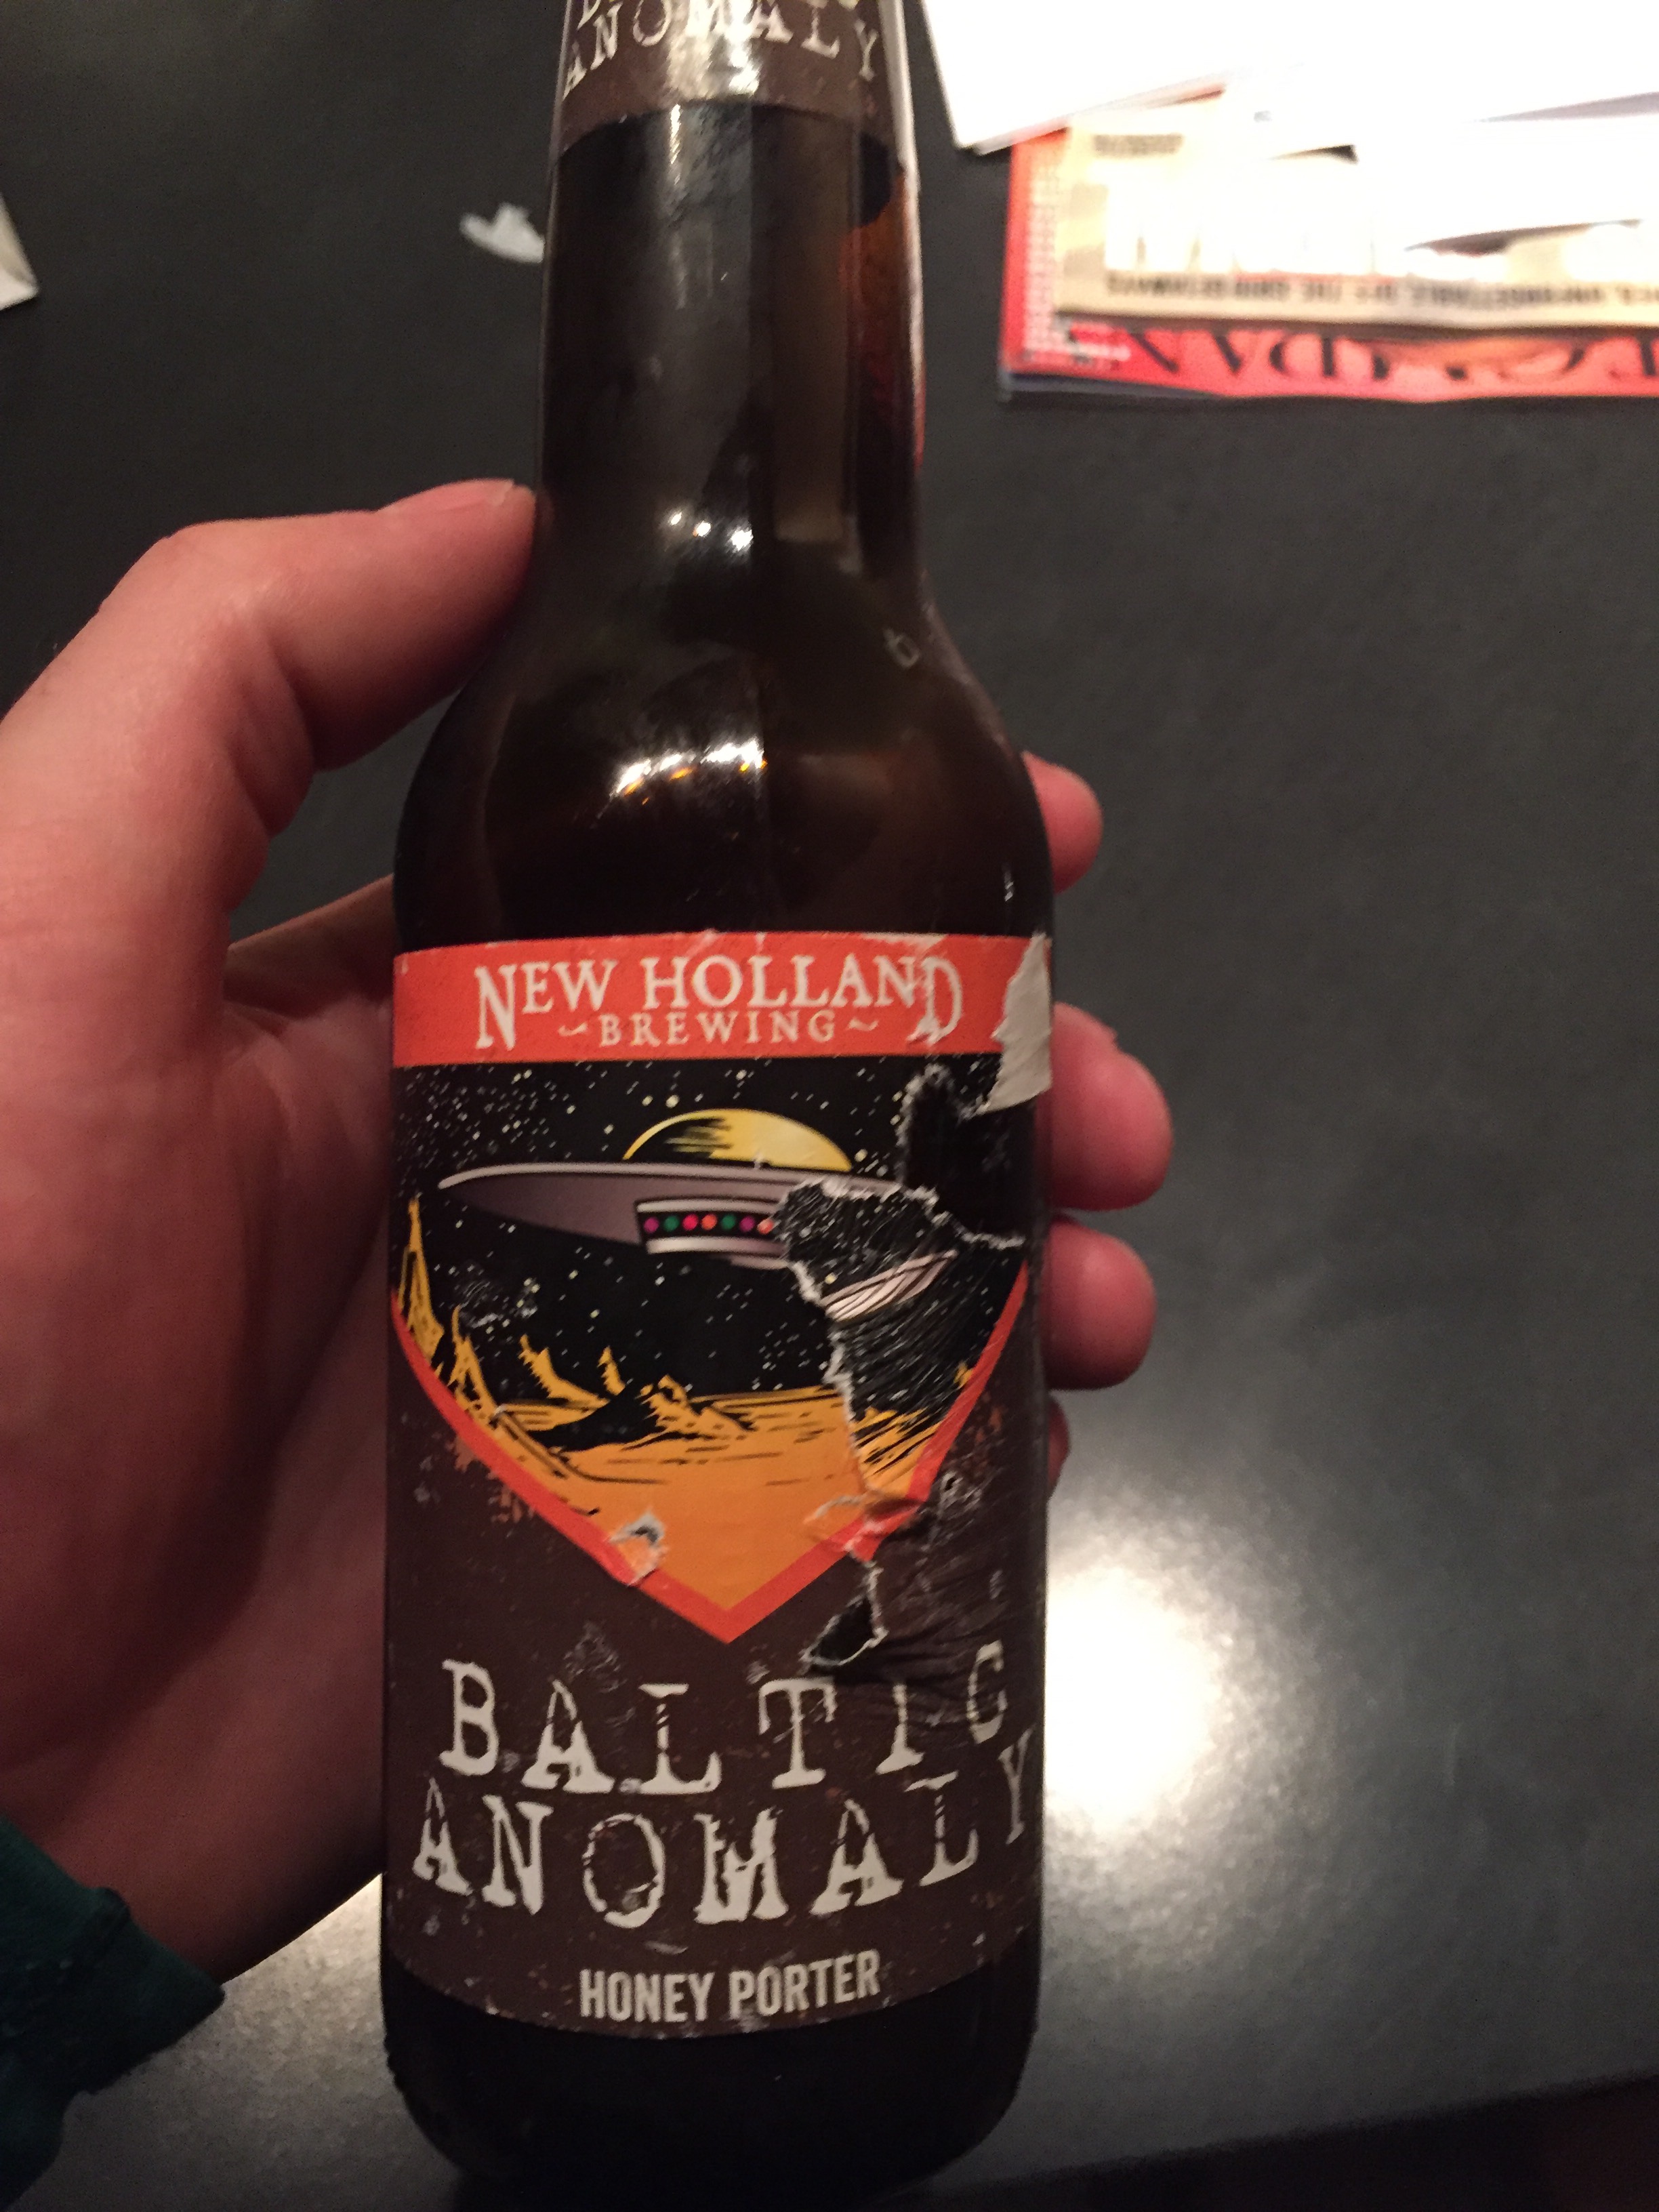 ANOMALY
NEW HOLLAND
~BREWING~
BALTIC
ANOMALY
HONEY PORTER